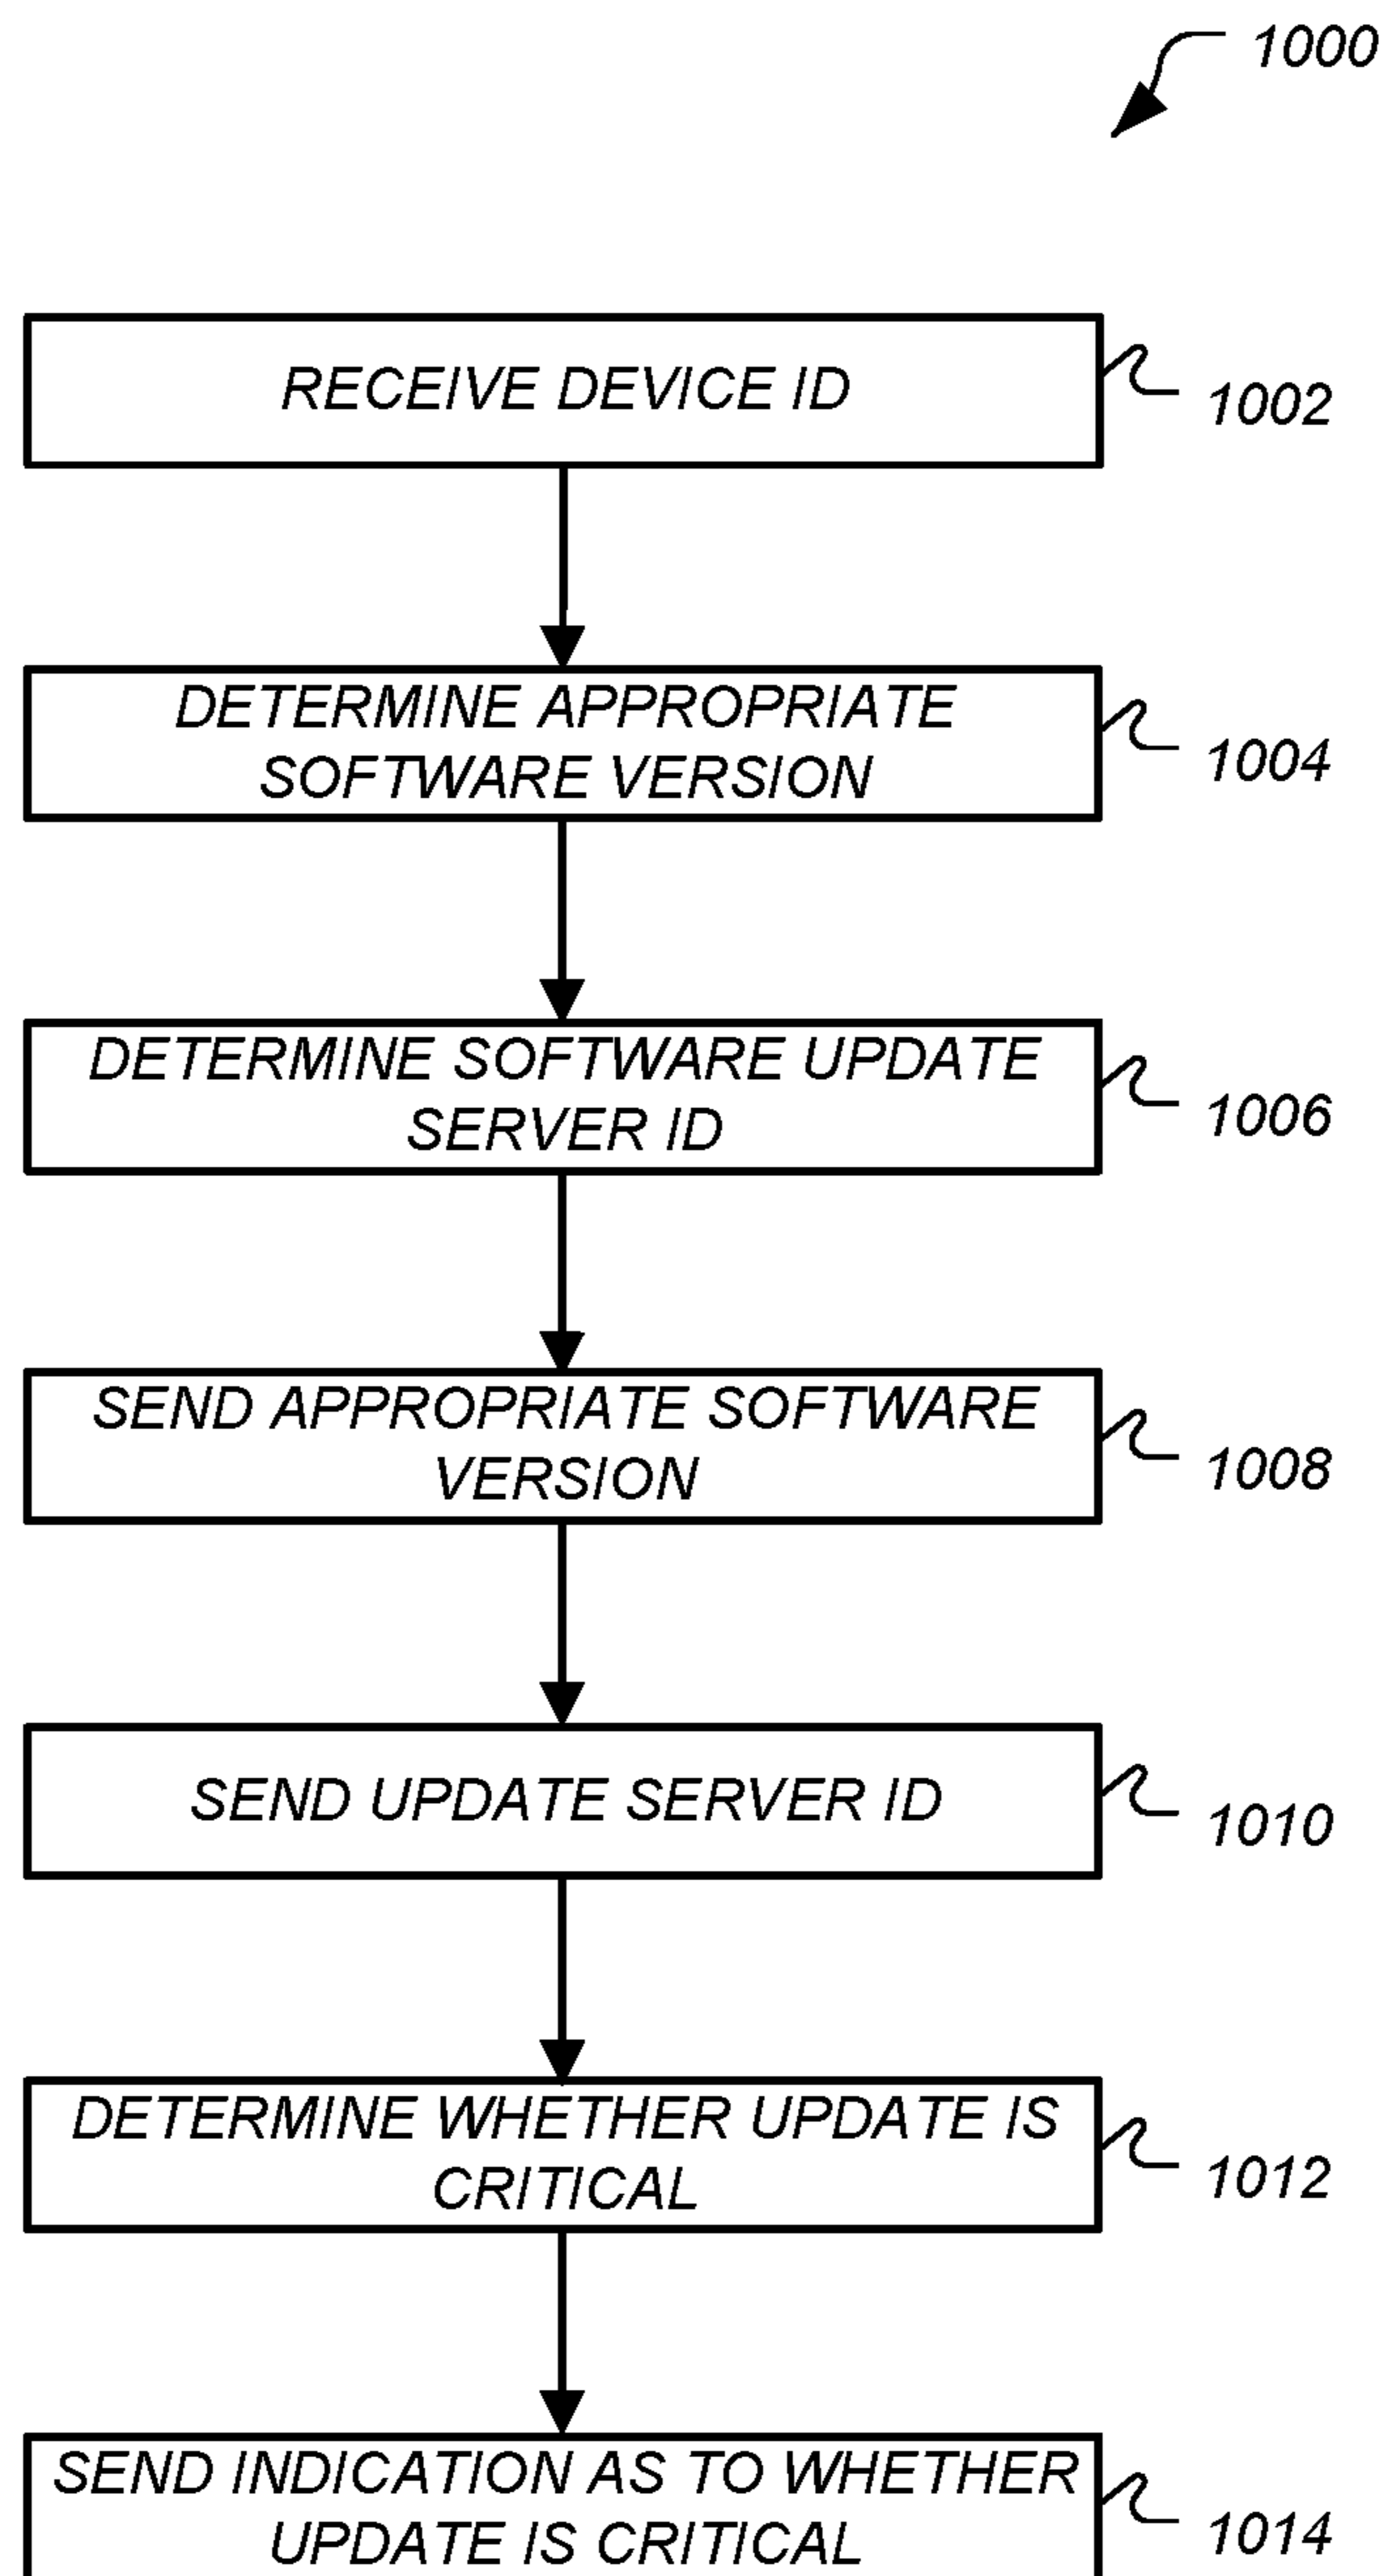 1000
RECEIVE DEVICE ID
1002
DETERMINE APPROPRIATE
SOFTWARE VERSION
1004
DETERMINE SOFTWARE UPDATE
SERVER ID
1006
SEND APPROPRIATE SOFTWARE
VERSION
1008
SEND UPDATE SERVER ID
1010
DETERMINE WHETHER UPDATE IS
CRITICAL
1012
SEND INDICATION AS TO WHETHER
UPDATE IS CRITICAL
1014